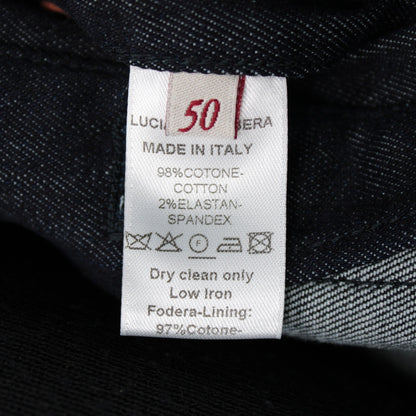 50
MADE IN ITALY
98%COTONE-
COTTON
2%ELASTAN-
SPANDEX
F
Dry clean only
Low Iron
Fodera-Lining:
97%Cotone-